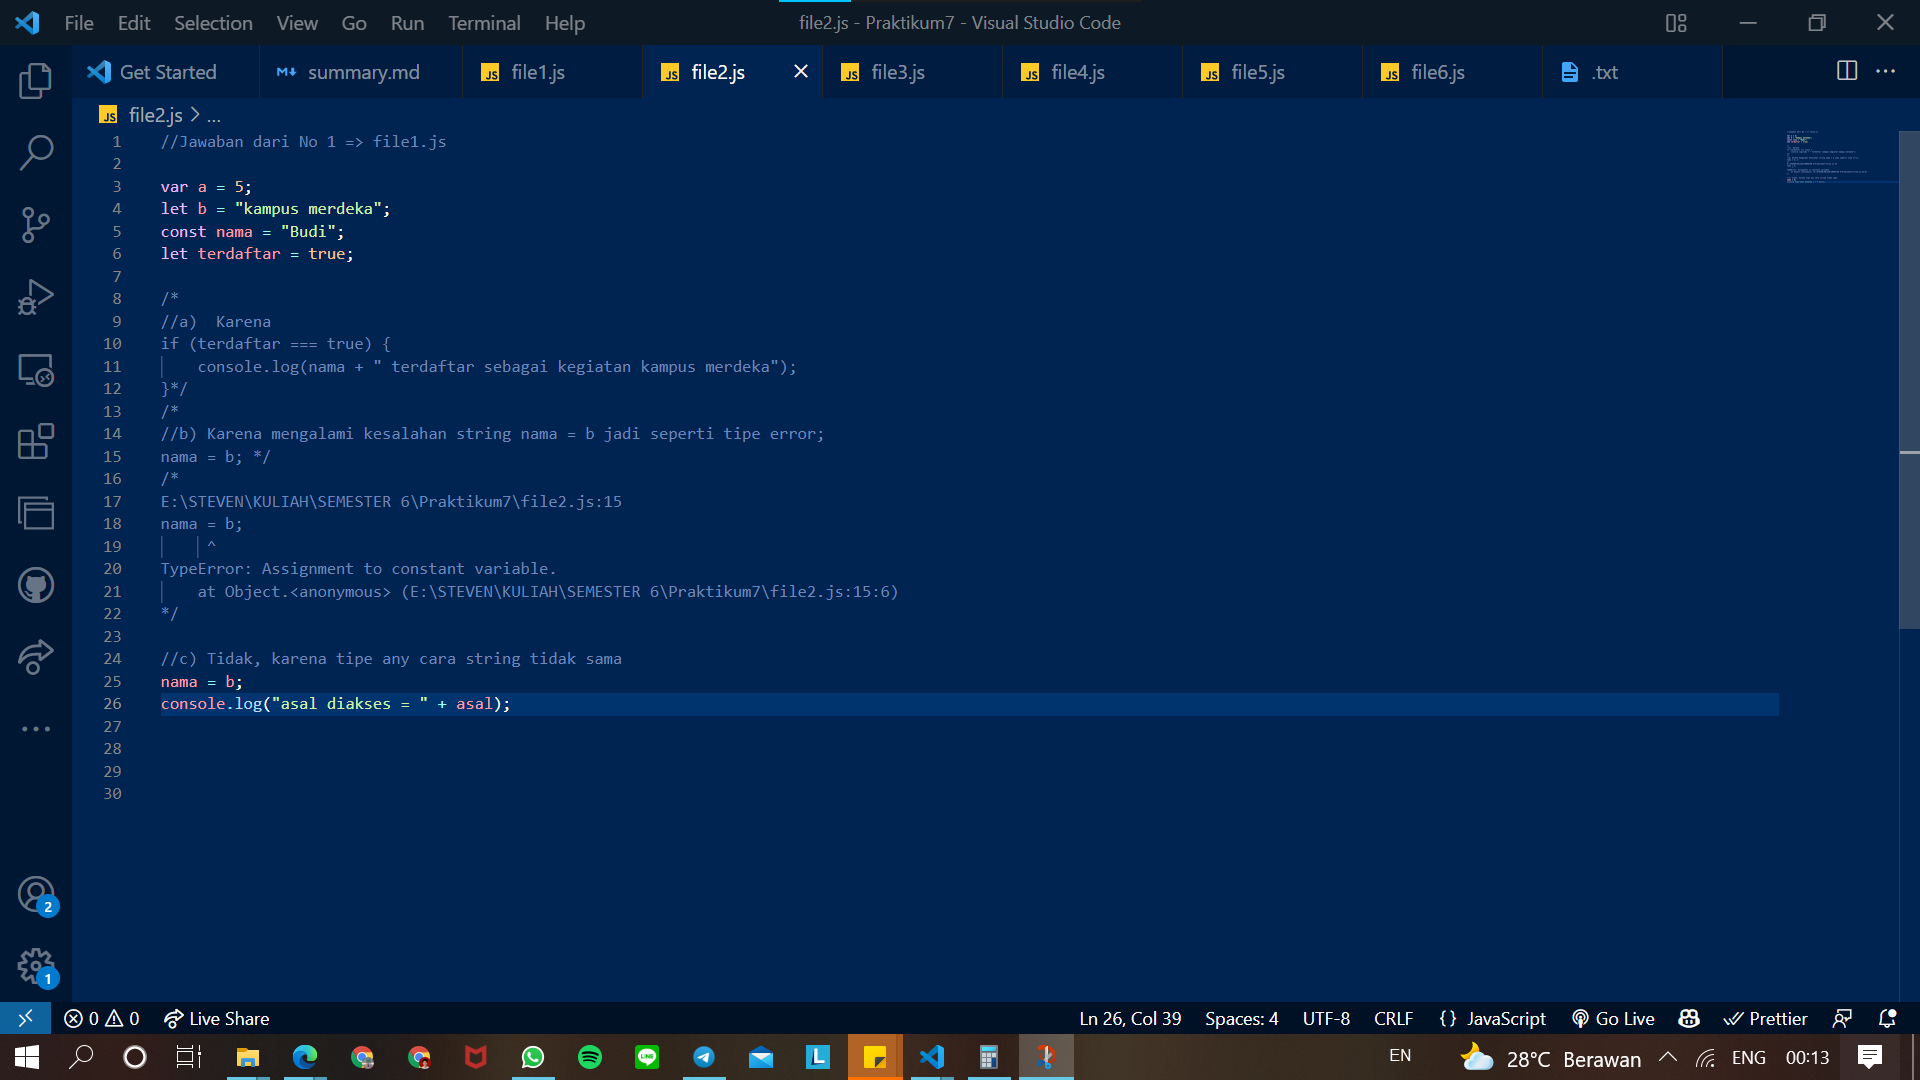 File Edit Selection View Go Run Terminal Help
file2.js - Praktikum7 - Visual Studio Code
Get Started
summary.md
JS file1.js
JS file2.js
JS file3.js
JS file4.js
JS file5.js
JS file6.js
.txt
JS file2.js > ...
1 //Jawaban dari No 1 => file1.js
2
3 var a = 5;
4 let b = "kampus merdeka";
5 const nama = "Budi";
6 let terdaftar = true;
7
8 /*
9 //a)  Karena
10 if (terdaftar === true) {
11     console.log(nama + " terdaftar sebagai kegiatan kampus merdeka");
12 }*/
13 /*
14 //b) Karena mengalami kesalahan string nama = b jadi seperti tipe error;
15 nama = b; */
16 /*
17 E:\STEVEN\KULIAH\SEMESTER 6\Praktikum7\file2.js:15
18 nama = b;
19      ^
20 TypeError: Assignment to constant variable.
21     at Object.<anonymous> (E:\STEVEN\KULIAH\SEMESTER 6\Praktikum7\file2.js:15:6)
22 */
23
24 //c) Tidak, karena tipe any cara string tidak sama
25 nama = b;
26 console.log("asal diakses = " + asal);
27
28
29
30
2
1
0 0 Live Share
Ln 26, Col 39 Spaces: 4 UTF-8 CRLF {} JavaScript Go Live Prettier
EN
28°C Berawan
ENG
00:13